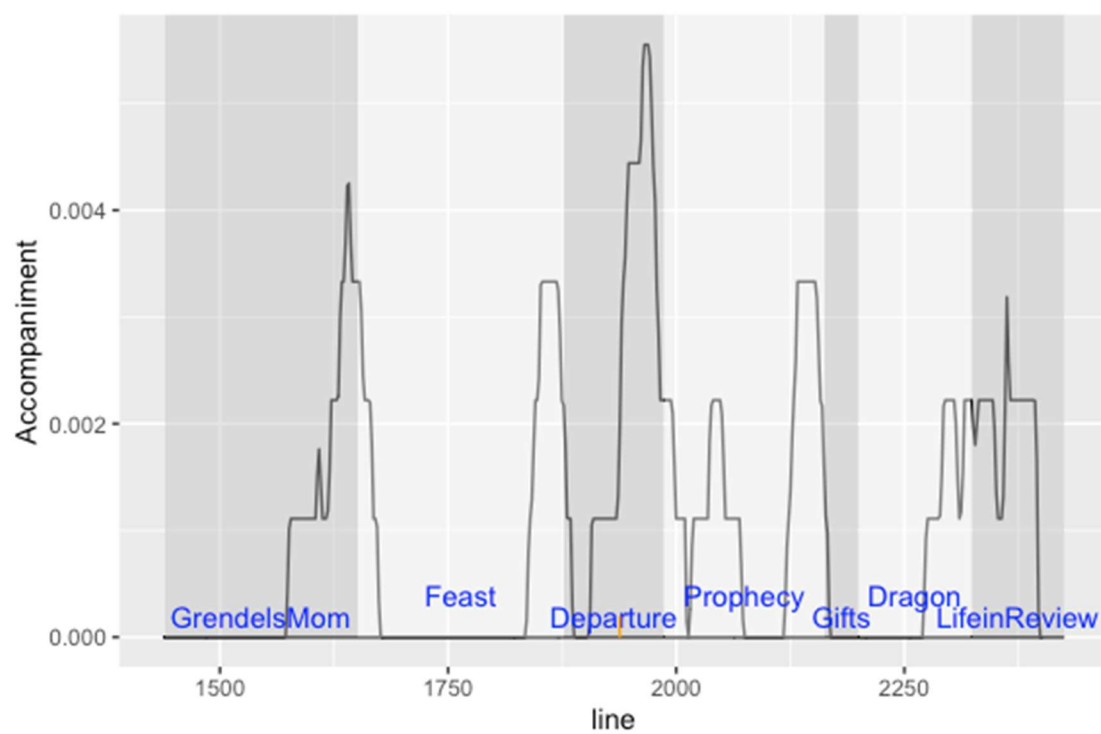 0.004
0.002
0.000
Accompaniment
Feast
Prophecy
Dragon
GrendelsMom
Departure
Gifts
LifeinReview
1500 1750 2000 2250
line